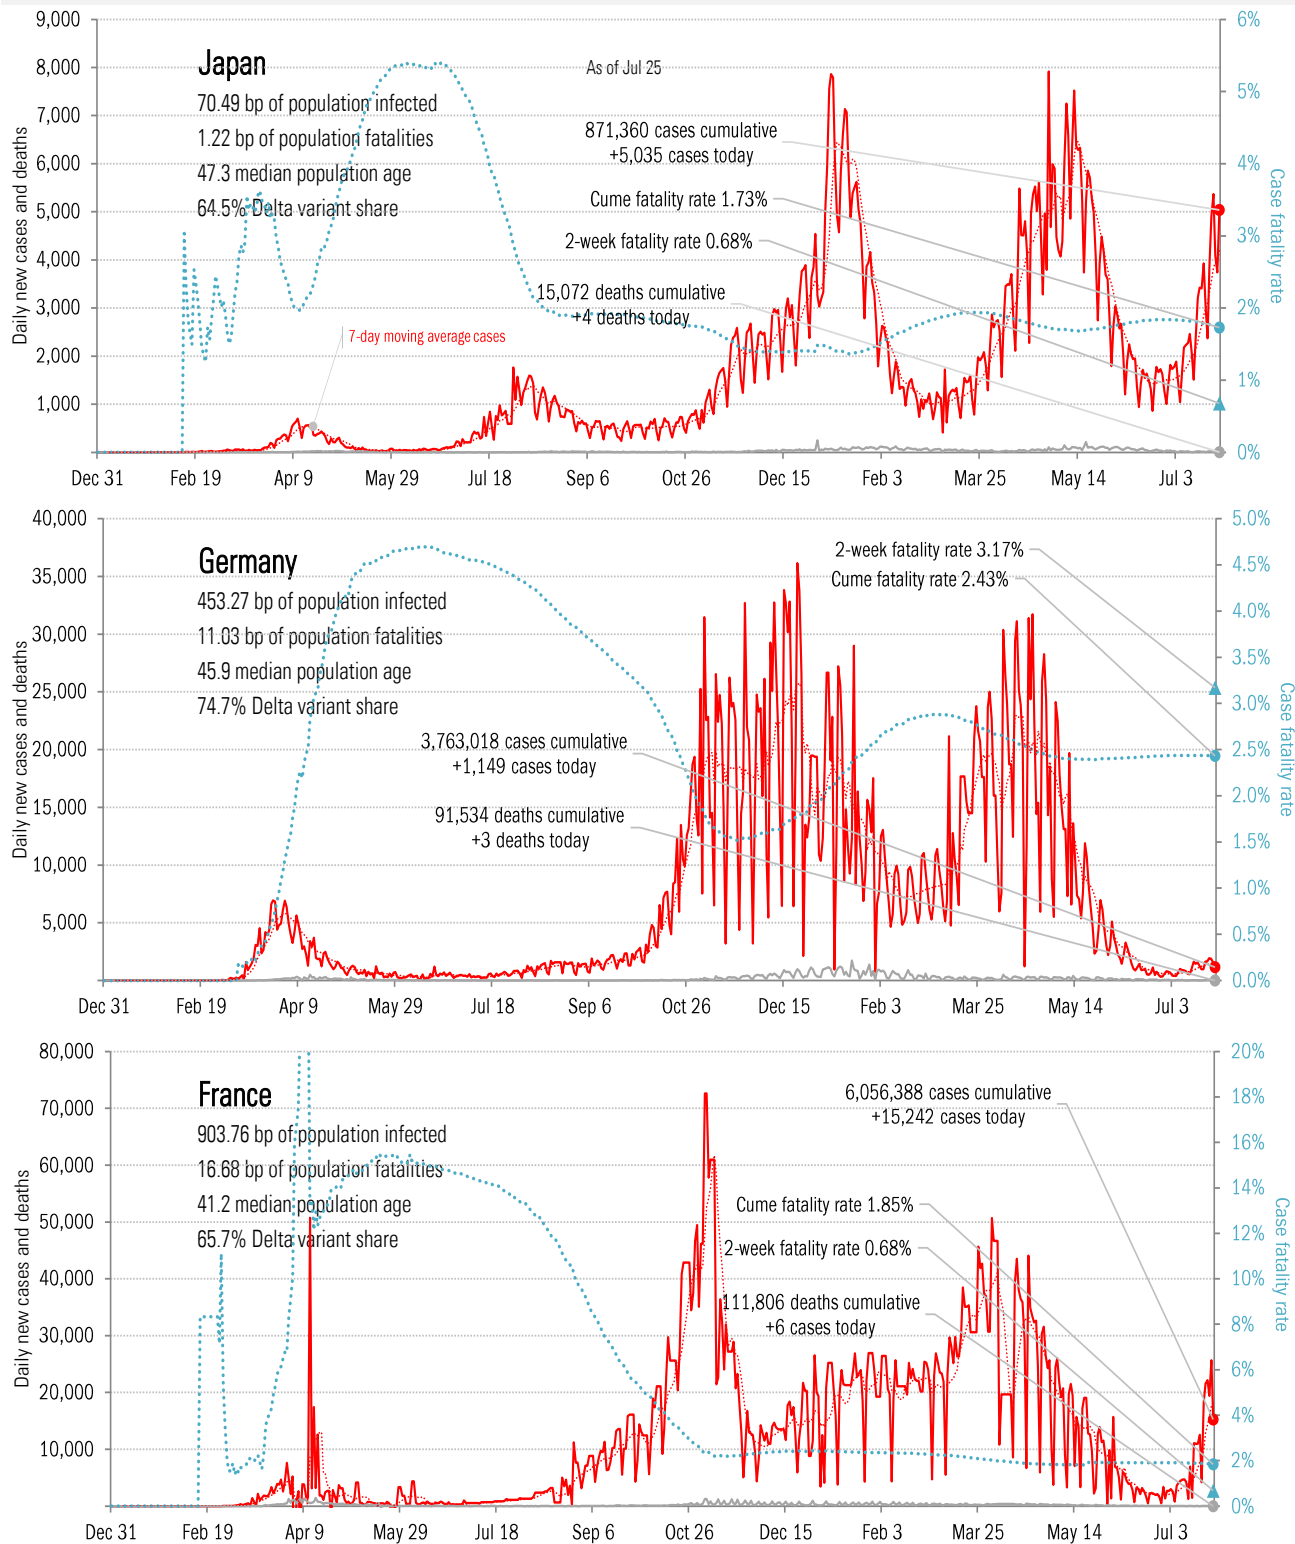 9,000
8,000
7,000
6,000
5,000
4,000
3,000
2,000
1,000
Daily new cases and deaths
Japan
70.49 bp of population infected
1.22 bp of population fatalities
47.3 median population age
64.5% Delta variant share
As of Jul 25
871,360 cases cumulative
+5,035 cases today
Cume fatality rate 1.73%
2-week fatality rate 0.68%
15,072 deaths cumulative
+4 deaths today
7-day moving average cases
6%
5%
4%
3%
2%
1%
0%
Case fatality rate
Dec 31 Feb 19 Apr 9 May 29 Jul 18 Sep 6 Oct 26 Dec 15 Feb 3 Mar 25 May 14 Jul 3
40,000
35,000
30,000
25,000
20,000
15,000
10,000
5,000
Daily new cases and deaths
Germany
453.27 bp of population infected
11.03 bp of population fatalities
45.9 median population age
74.7% Delta variant share
2-week fatality rate 3.17%
Cume fatality rate 2.43%
3,763,018 cases cumulative
+1,149 cases today
91,534 deaths cumulative
+3 deaths today
5.0%
4.5%
4.0%
3.5%
3.0%
2.5%
2.0%
1.5%
1.0%
0.5%
0.0%
Case fatality rate
Dec 31 Feb 19 Apr 9 May 29 Jul 18 Sep 6 Oct 26 Dec 15 Feb 3 Mar 25 May 14 Jul 3
80,000
70,000
60,000
50,000
40,000
30,000
20,000
10,000
Daily new cases and deaths
France
903.76 bp of population infected
16.68 bp of population fatalities
41.2 median population age
65.7% Delta variant share
6,056,388 cases cumulative
+15,242 cases today
Cume fatality rate 1.85%
2-week fatality rate 0.68%
111,806 deaths cumulative
+6 cases today
20%
18%
16%
14%
12%
10%
8%
6%
4%
2%
0%
Case fatality rate
Dec 31 Feb 19 Apr 9 May 29 Jul 18 Sep 6 Oct 26 Dec 15 Feb 3 Mar 25 May 14 Jul 3